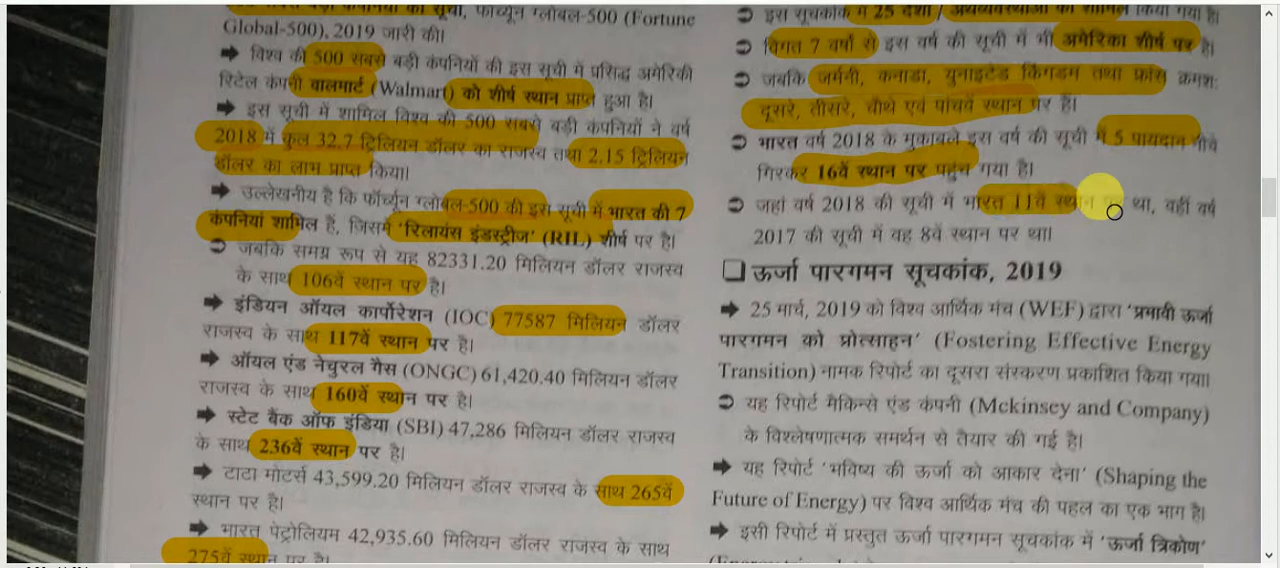 सबसे बड़ी कंपनियों की सूची, फॉर्च्यून ग्लोबल-500 (Fortune
Global-500), 2019 जारी की।
➡ विश्व की 500 सबसे बड़ी कंपनियों की इस सूची में प्रसिद्ध अमेरिकी
रिटेल कंपनी वालमार्ट (Walmart) को शीर्ष स्थान प्राप्त हुआ है।
➡ इस सूची में शामिल विश्व की 500 सबसे बड़ी कंपनियों ने वर्ष
2018 में कुल 32.7 ट्रिलियन डॉलर का राजस्व तथा 2.15 ट्रिलियन
डॉलर का लाभ प्राप्त किया।
➡ उल्लेखनीय है कि फॉर्च्यून ग्लोबल-500 की इस सूची में भारत की 7
कंपनियां शामिल हैं, जिसमें 'रिलायंस इंडस्ट्रीज' (RIL) शीर्ष पर है।
➲ जबकि समग्र रूप से यह 82331.20 मिलियन डॉलर राजस्व
के साथ 106वें स्थान पर है।
➡ इंडियन ऑयल कार्पोरेशन (IOC) 77587 मिलियन डॉलर
राजस्व के साथ 117वें स्थान पर है।
➡ ऑयल एंड नेचुरल गैस (ONGC) 61,420.40 मिलियन डॉलर
राजस्व के साथ 160वें स्थान पर है।
➡ स्टेट बैंक ऑफ इंडिया (SBI) 47,286 मिलियन डॉलर राजस्व
के साथ 236वें स्थान पर है।
➡ टाटा मोटर्स 43,599.20 मिलियन डॉलर राजस्व के साथ 265वें
स्थान पर है।
➡ भारत पेट्रोलियम 42,935.60 मिलियन डॉलर राजस्व के साथ
275वें स्थान पर है।
➲ इस सूचकांक में 25 देशों / अर्थव्यवस्थाओं को शामिल किया गया है।
➲ विगत 7 वर्षों से इस वर्ष की सूची में भी अमेरिका शीर्ष पर है।
➲ जबकि जर्मनी, कनाडा, युनाइटेड किंगडम तथा फ्रांस क्रमश:
दूसरे, तीसरे, चौथे एवं पांचवें स्थान पर हैं।
➲ भारत वर्ष 2018 के मुकाबले इस वर्ष की सूची में 5 पायदान नीचे
गिरकर 16वें स्थान पर पहुंच गया है।
➲ जहां वर्ष 2018 की सूची में भारत 11वें स्थान पर था, वहीं वर्ष
2017 की सूची में वह 8वें स्थान पर था।
❑ ऊर्जा पारगमन सूचकांक, 2019
➡ 25 मार्च, 2019 को विश्व आर्थिक मंच (WEF) द्वारा 'प्रभावी ऊर्जा
पारगमन को प्रोत्साहन' (Fostering Effective Energy
Transition) नामक रिपोर्ट का दूसरा संस्करण प्रकाशित किया गया।
➲ यह रिपोर्ट मैकिन्से एंड कंपनी (Mckinsey and Company)
के विश्लेषणात्मक समर्थन से तैयार की गई है।
➡ यह रिपोर्ट 'भविष्य की ऊर्जा को आकार देना' (Shaping the
Future of Energy) पर विश्व आर्थिक मंच की पहल का एक भाग है।
➡ इसी रिपोर्ट में प्रस्तुत ऊर्जा पारगमन सूचकांक में 'ऊर्जा त्रिकोण'